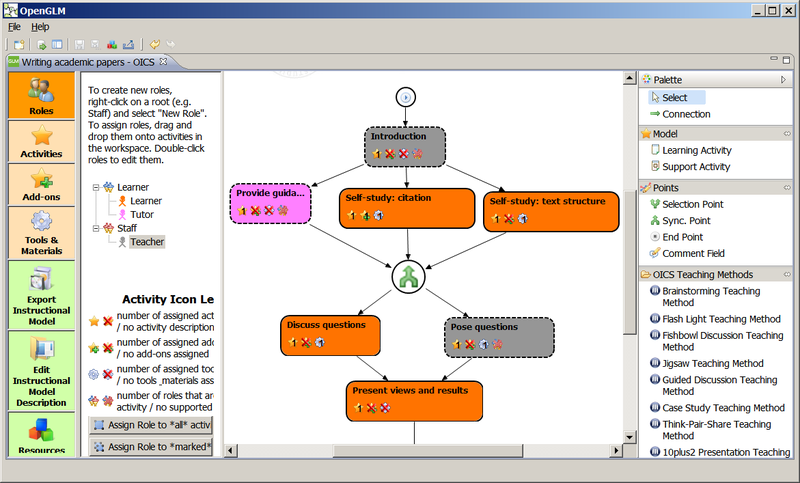 OpenGLM
File Help
GLM Writing academic papers - OICS
Roles
Activities
Add-ons
Tools &
Materials
Export
Instructional
Model
Edit
Instructional
Model
Description
Resources
To create new roles,
right-click on a root (e.g.
Staff) and select "New Role".
To assign roles, drag and
drop them onto activities in
the workspace. Double-click
roles to edit them.
Learner
Learner
Tutor
Staff
Teacher
Activity Icon Le
number of assigned act
/ no activity description
number of assigned add
/ no add-ons assigned
number of assigned too
/ no tools_materials ass
number of roles that are
activity / no supported
Assign Role to *all* activ
Assign Role to *marked*
Introduction
Provide guida...
Self-study: citation
Self-study: text structure
Discuss questions
Pose questions
Present views and results
Palette
Select
Connection
Model
Learning Activity
Support Activity
Points
Selection Point
Sync. Point
End Point
Comment Field
OICS Teaching Methods
Brainstorming Teaching
Method
Flash Light Teaching Method
Fishbowl Discussion Teaching
Method
Jigsaw Teaching Method
Guided Discussion Teaching
Method
Case Study Teaching Method
Think-Pair-Share Teaching
Method
10plus2 Presentation Teaching